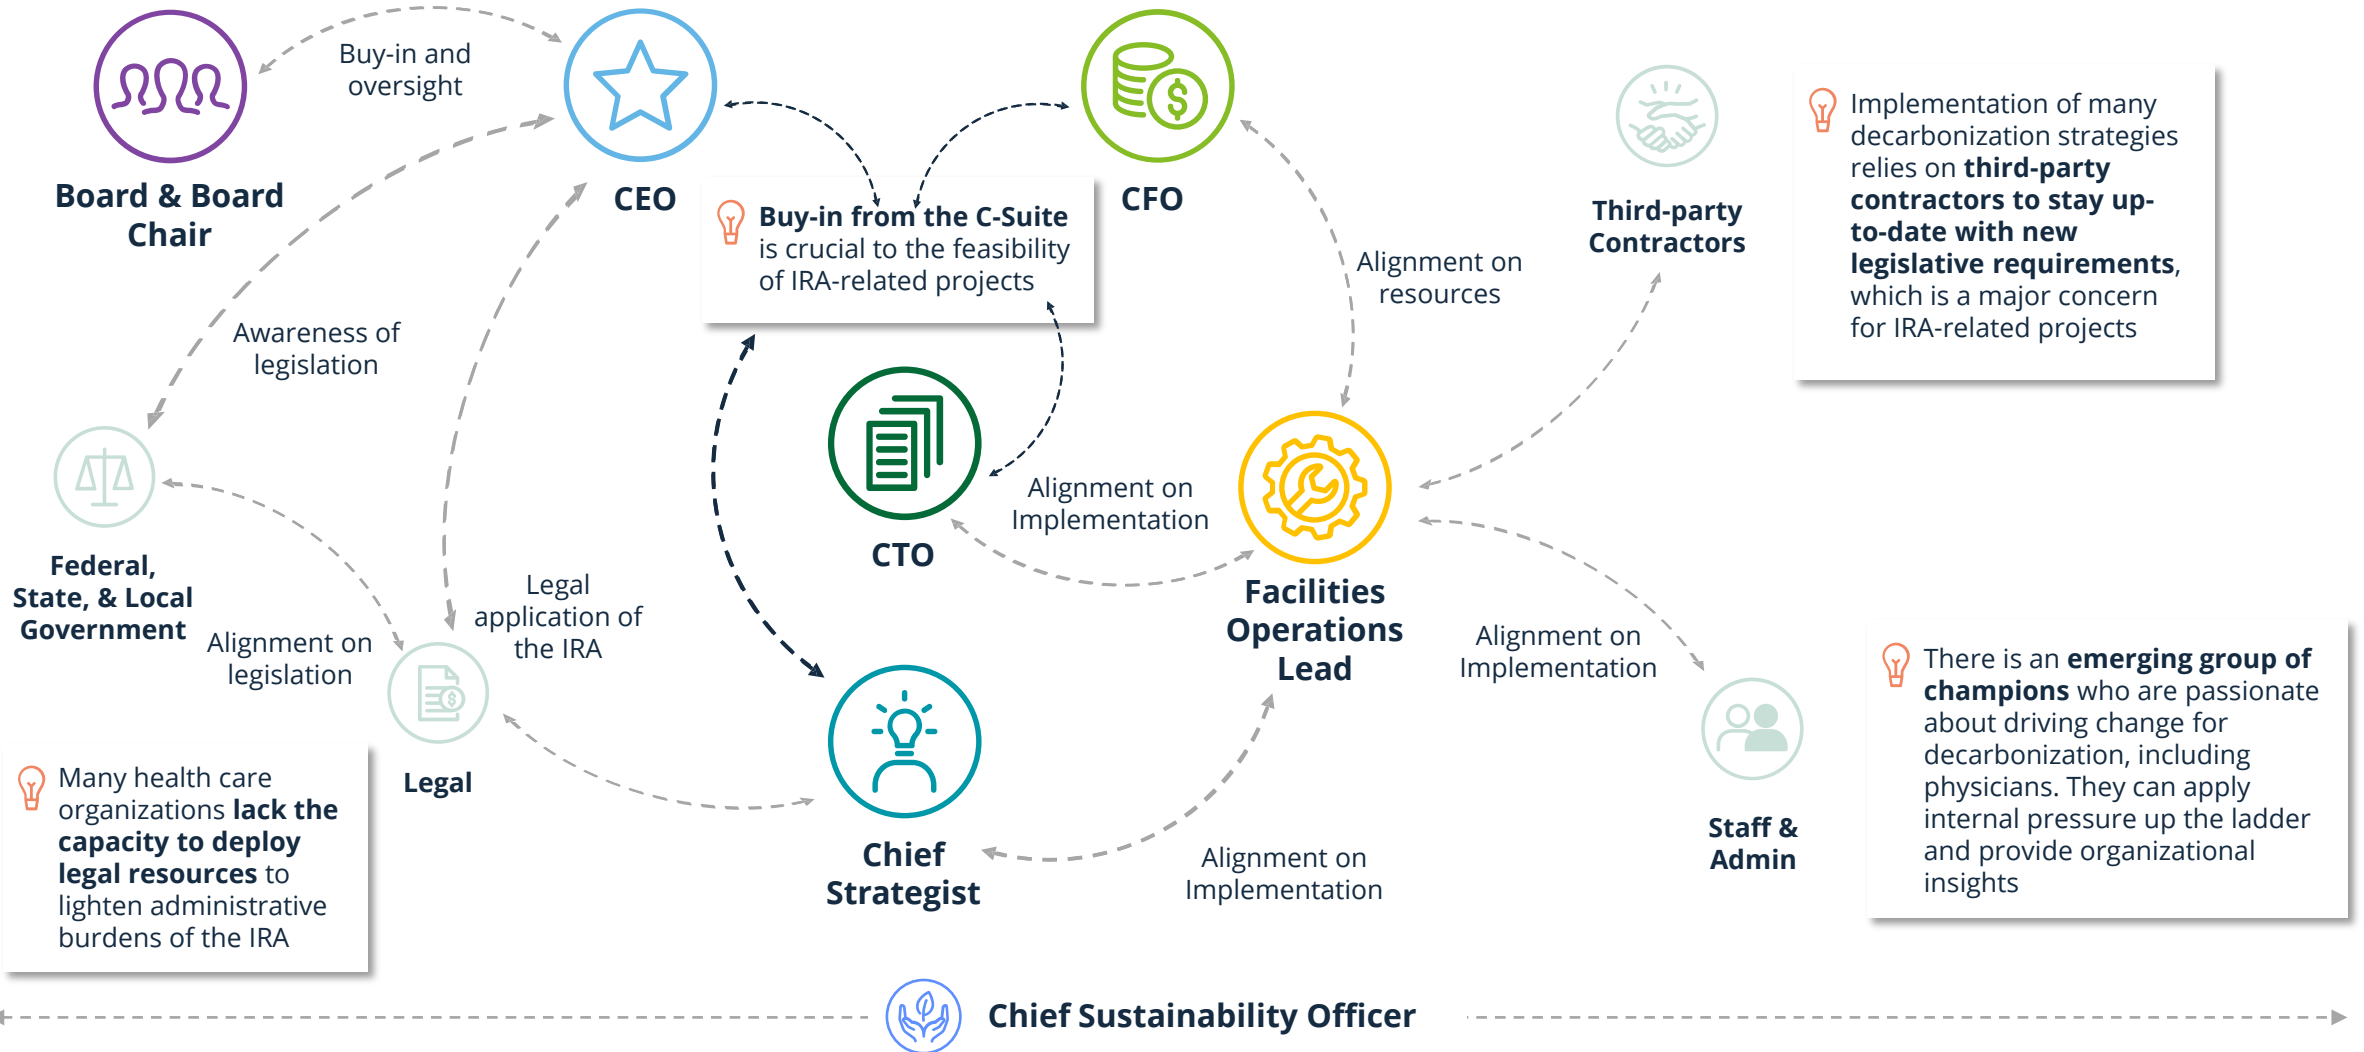 Buy-in and
oversight
Board & Board
Chair
CEO
CFO
Buy-in from the C-Suite
is crucial to the feasibility
of IRA-related projects
Alignment on
resources
Third-party
Contractors
Implementation of many
decarbonization strategies
relies on third-party
contractors to stay up-
to-date with new
legislative requirements,
which is a major concern
for IRA-related projects
Awareness of
legislation
Federal,
State, & Local
Government
Alignment on
legislation
Legal
application of
the IRA
Legal
CTO
Alignment on
Implementation
Facilities
Operations
Lead
Alignment on
Implementation
Staff &
Admin
There is an emerging group of
champions who are passionate
about driving change for
decarbonization, including
physicians. They can apply
internal pressure up the ladder
and provide organizational
insights
Many health care
organizations lack the
capacity to deploy
legal resources to
lighten administrative
burdens of the IRA
Chief
Strategist
Alignment on
Implementation
Chief Sustainability Officer